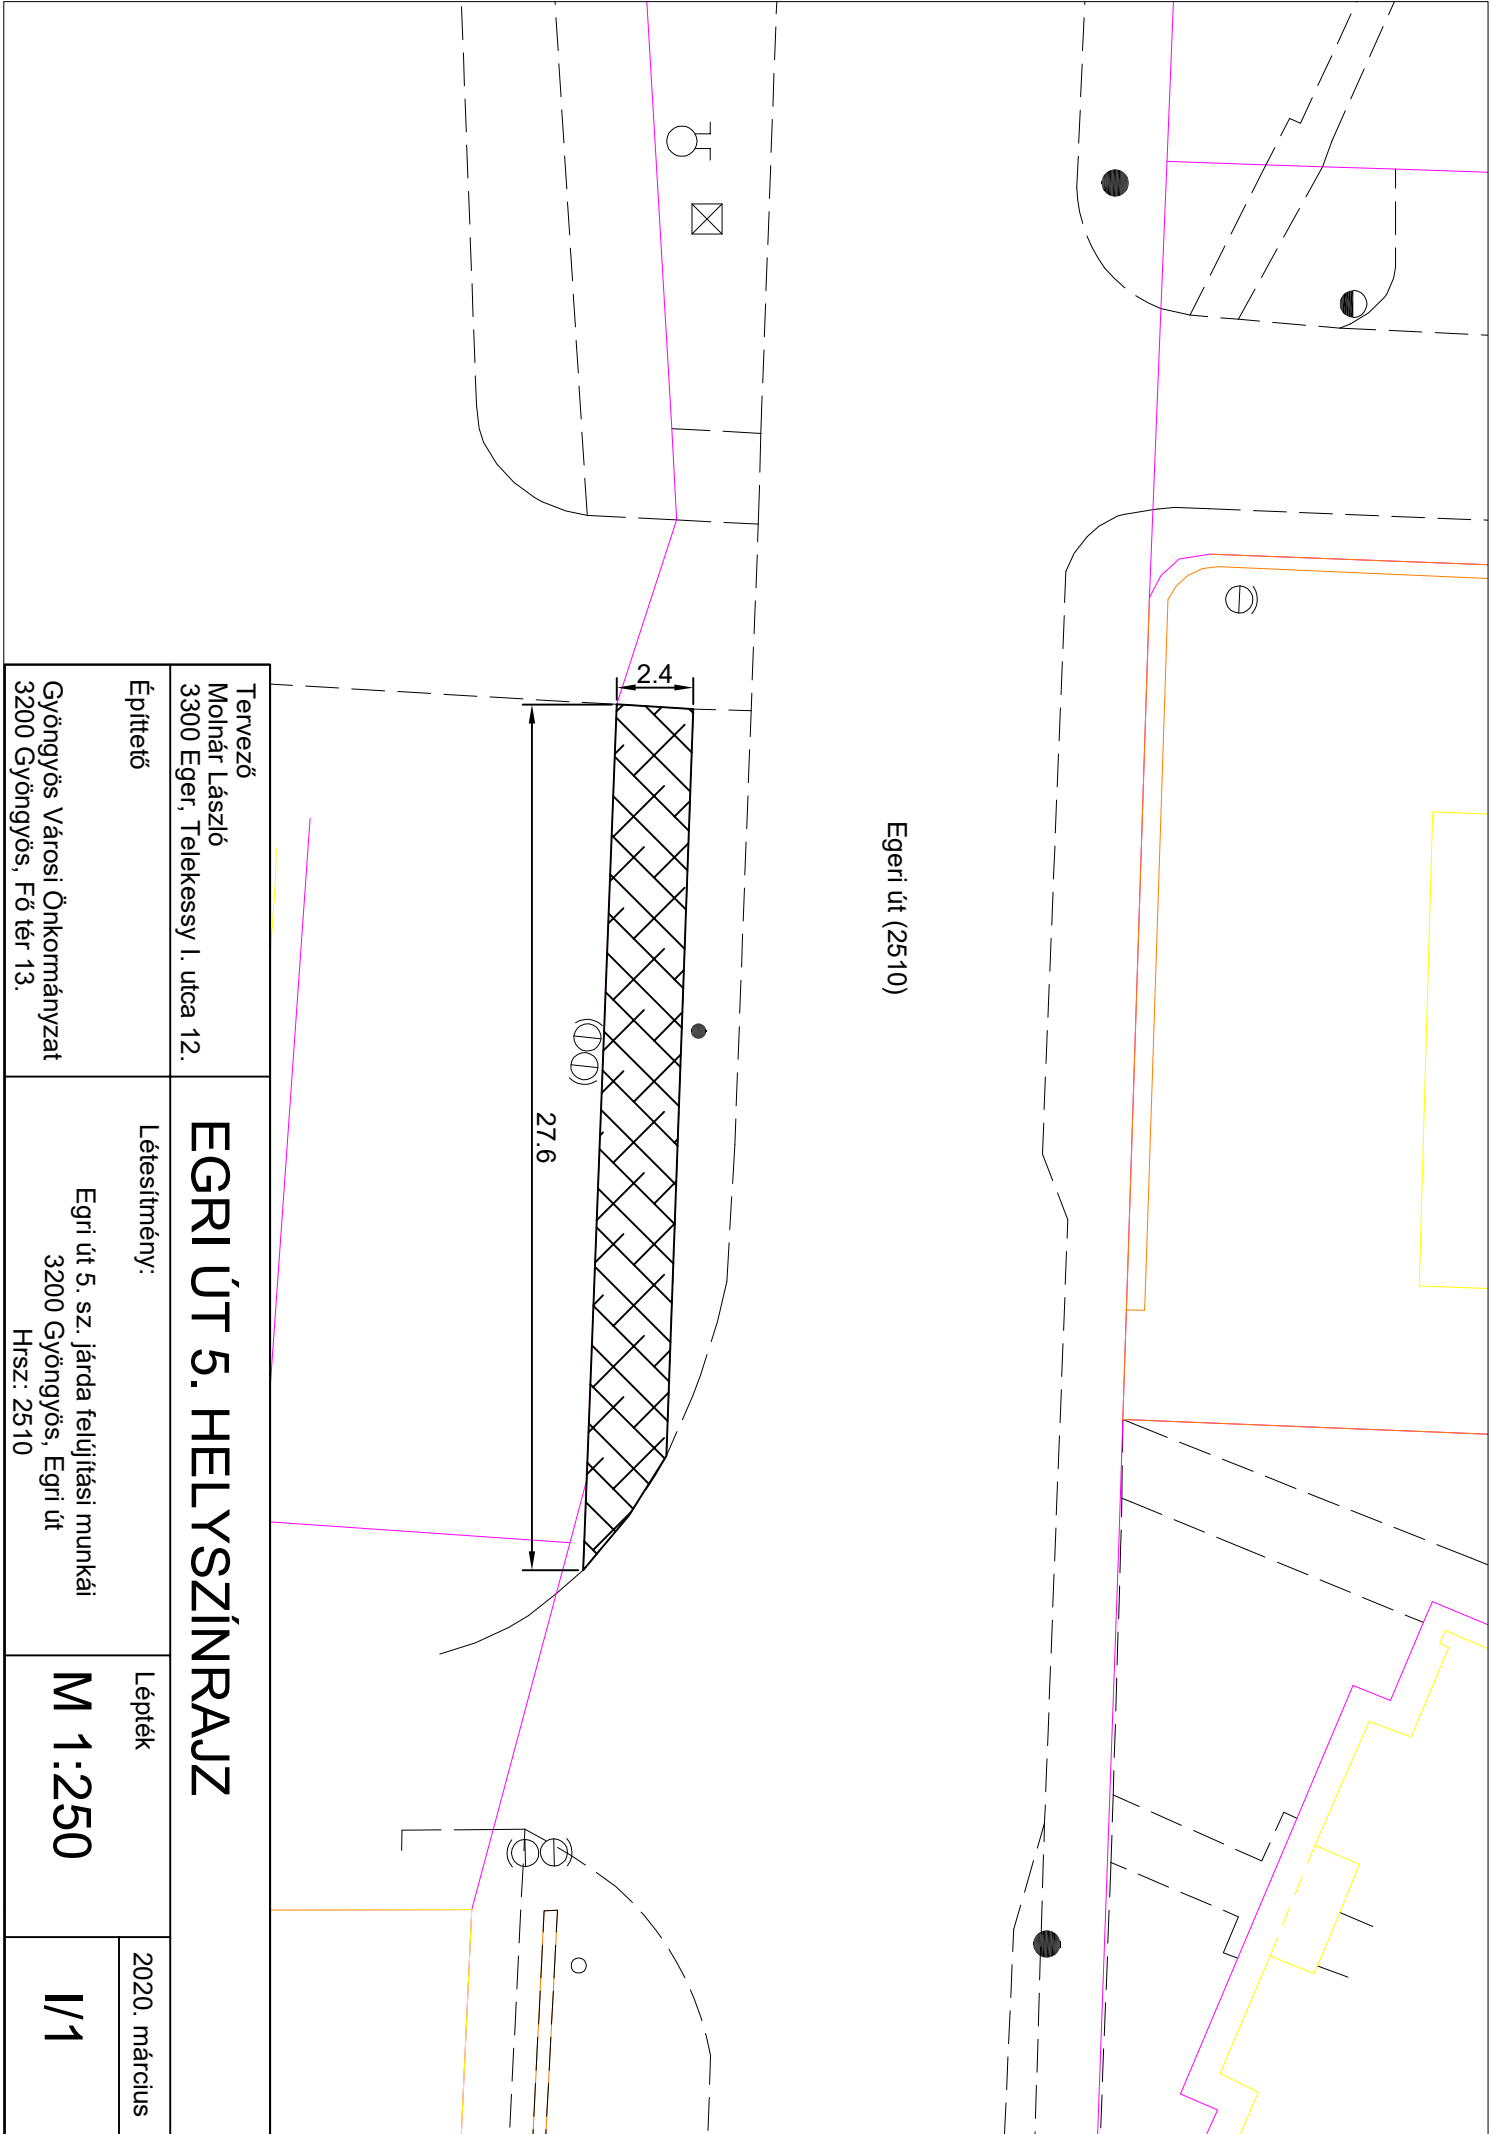 Egeri út (2510)
2.4
27.6
Tervező
Molnár László
3300 Eger, Telekessy I. utca 12.
Építtető
Gyöngyös Városi Önkormányzat
3200 Gyöngyös, Fő tér 13.
EGRI ÚT 5. HELYSZÍNRAJZ
Létesítmény:
Egri út 5. sz. járda felújítási munkái
3200 Gyöngyös, Egri út
Hrsz.: 2510
Lépték
M 1:250
2020. március
I/1